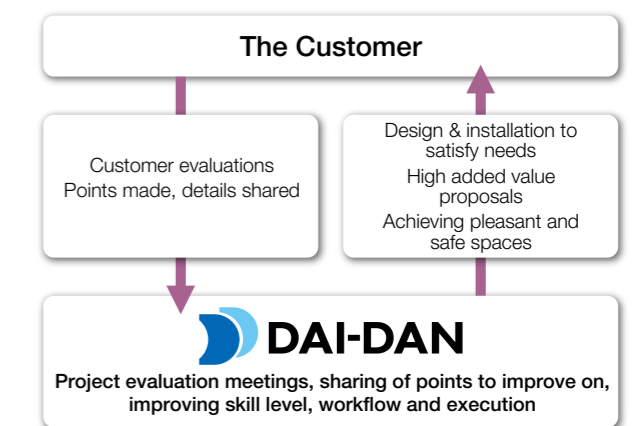 The Customer
Customer evaluations
Points made, details shared
Design & installation to
satisfy needs
High added value
proposals
Achieving pleasant and
safe spaces
DAI-DAN
Project evaluation meetings, sharing of points to improve on,
improving skill level, workflow and execution